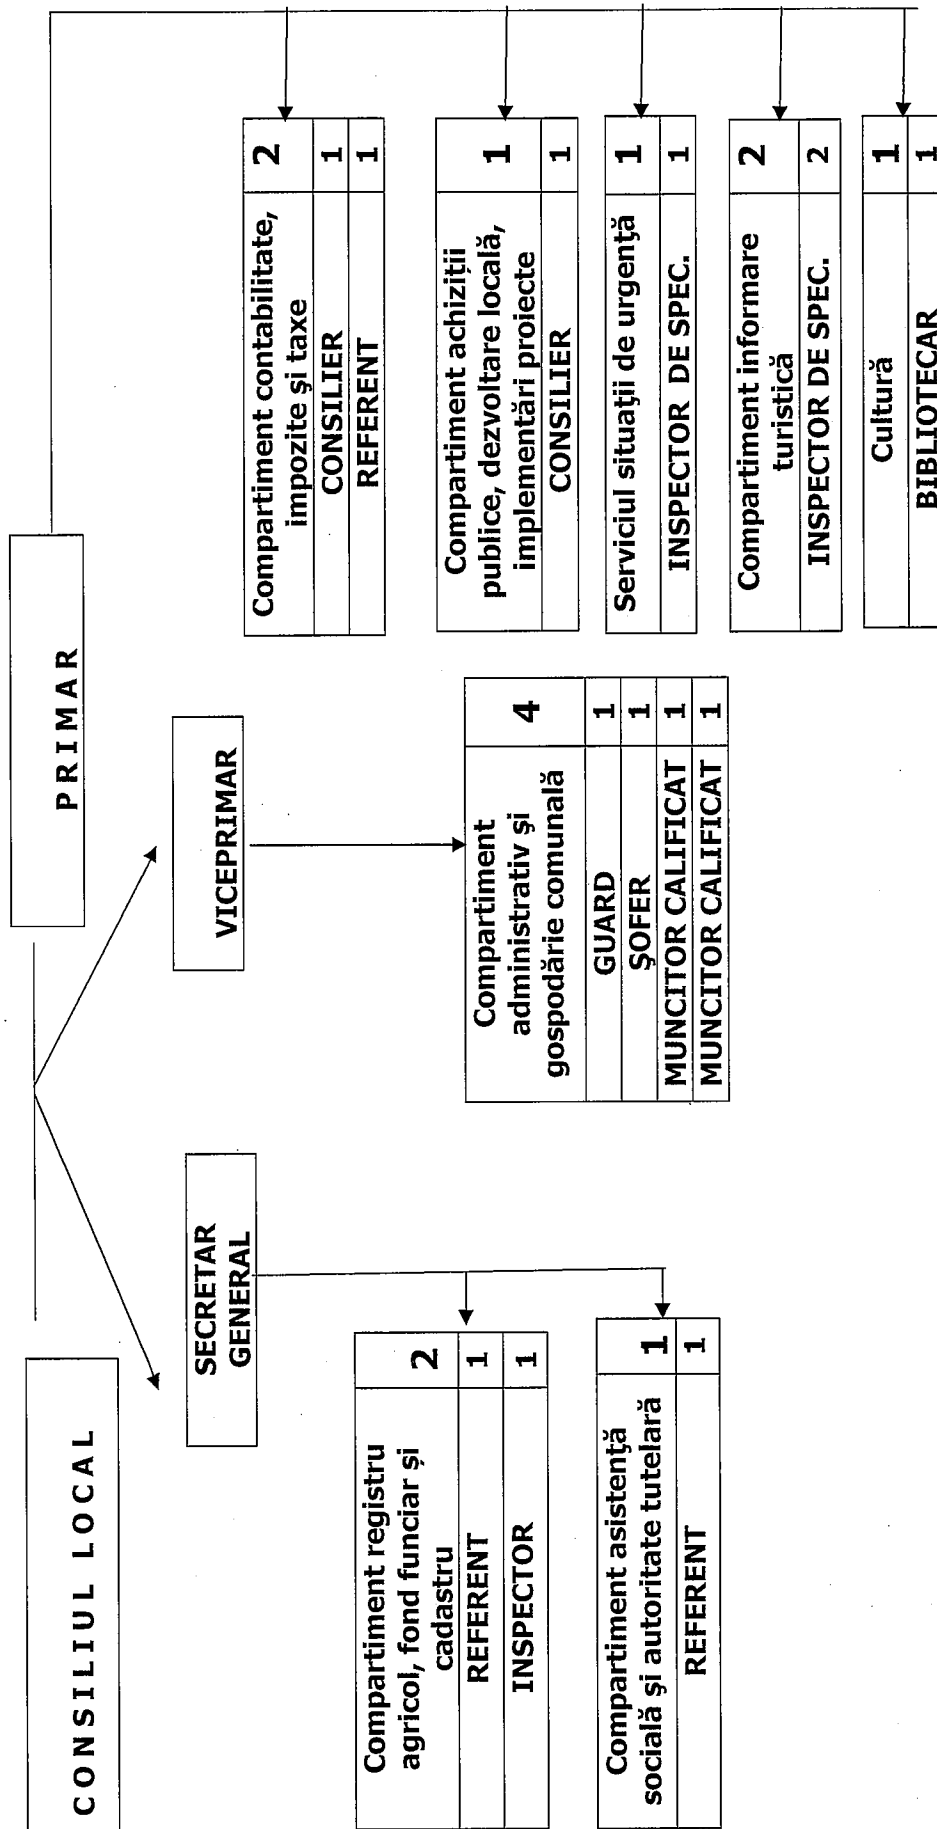 CONSILIUL LOCAL
PRIMAR
SECRETAR
GENERAL
VICEPRIMAR
Compartiment registru
agricol, fond funciar și
cadastru
2
REFERENT 1
INSPECTOR 1
Compartiment asistență
socială și autoritate tutelară
1
REFERENT 1
Compartiment
administrativ și
gospodărie comunală
4
GUARD 1
ȘOFER 1
MUNCITOR CALIFICAT 1
MUNCITOR CALIFICAT 1
Compartiment contabilitate,
impozite și taxe
2
CONSILIER 1
REFERENT 1
Compartiment achiziții
publice, dezvoltare locală,
implementări proiecte
1
CONSILIER 1
Serviciul situații de urgență 1
INSPECTOR DE SPEC. 1
Compartiment informare
turistică
2
INSPECTOR DE SPEC. 2
Cultură 1
BIBLIOTECAR 1